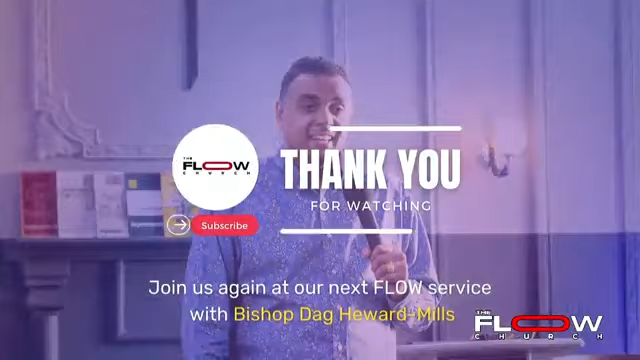 THE
FLOW
CHURCH
THANK YOU
FOR WATCHING
Subscribe
Join us again at our next FLOW service
with Bishop Dag Heward-Mills
THE
FLOW
CHURCH